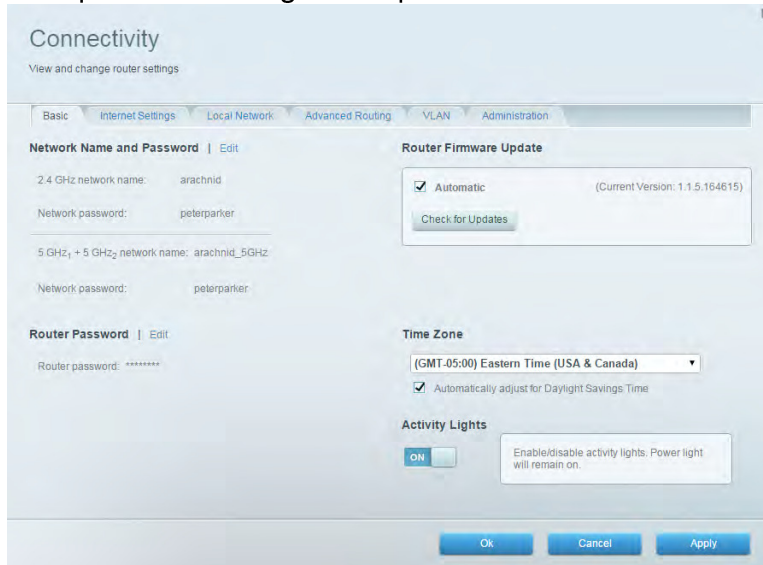 Connectivity
View and change router settings
Basic Internet Settings Local Network Advanced Routing VLAN Administration
Network Name and Password | Edit
2.4 GHz network name: arachnid
Network password: peterparker
5 GHz1 + 5 GHz2 network name: arachnid_5GHz
Network password: peterparker
Router Password | Edit
Router password: ********
Router Firmware Update
Automatic (Current Version: 1.1.5.164615)
Check for Updates
Time Zone
(GMT-05:00) Eastern Time (USA & Canada)
Automatically adjust for Daylight Savings Time
Activity Lights
ON
Enable/disable activity lights. Power light
will remain on.
Ok Cancel Apply